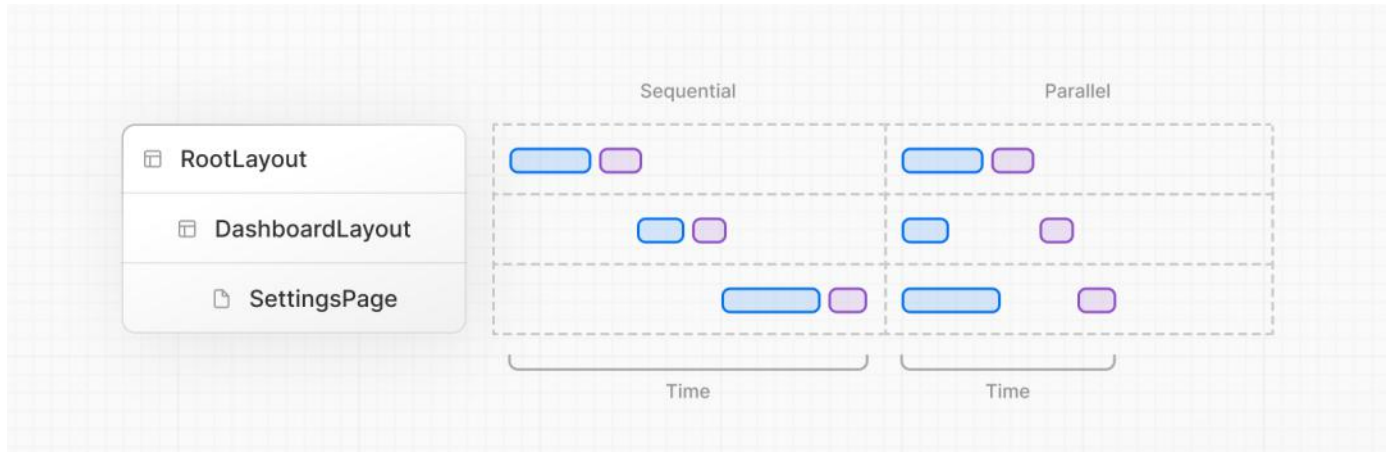 Sequential
Parallel
RootLayout
DashboardLayout
SettingsPage
Time
Time